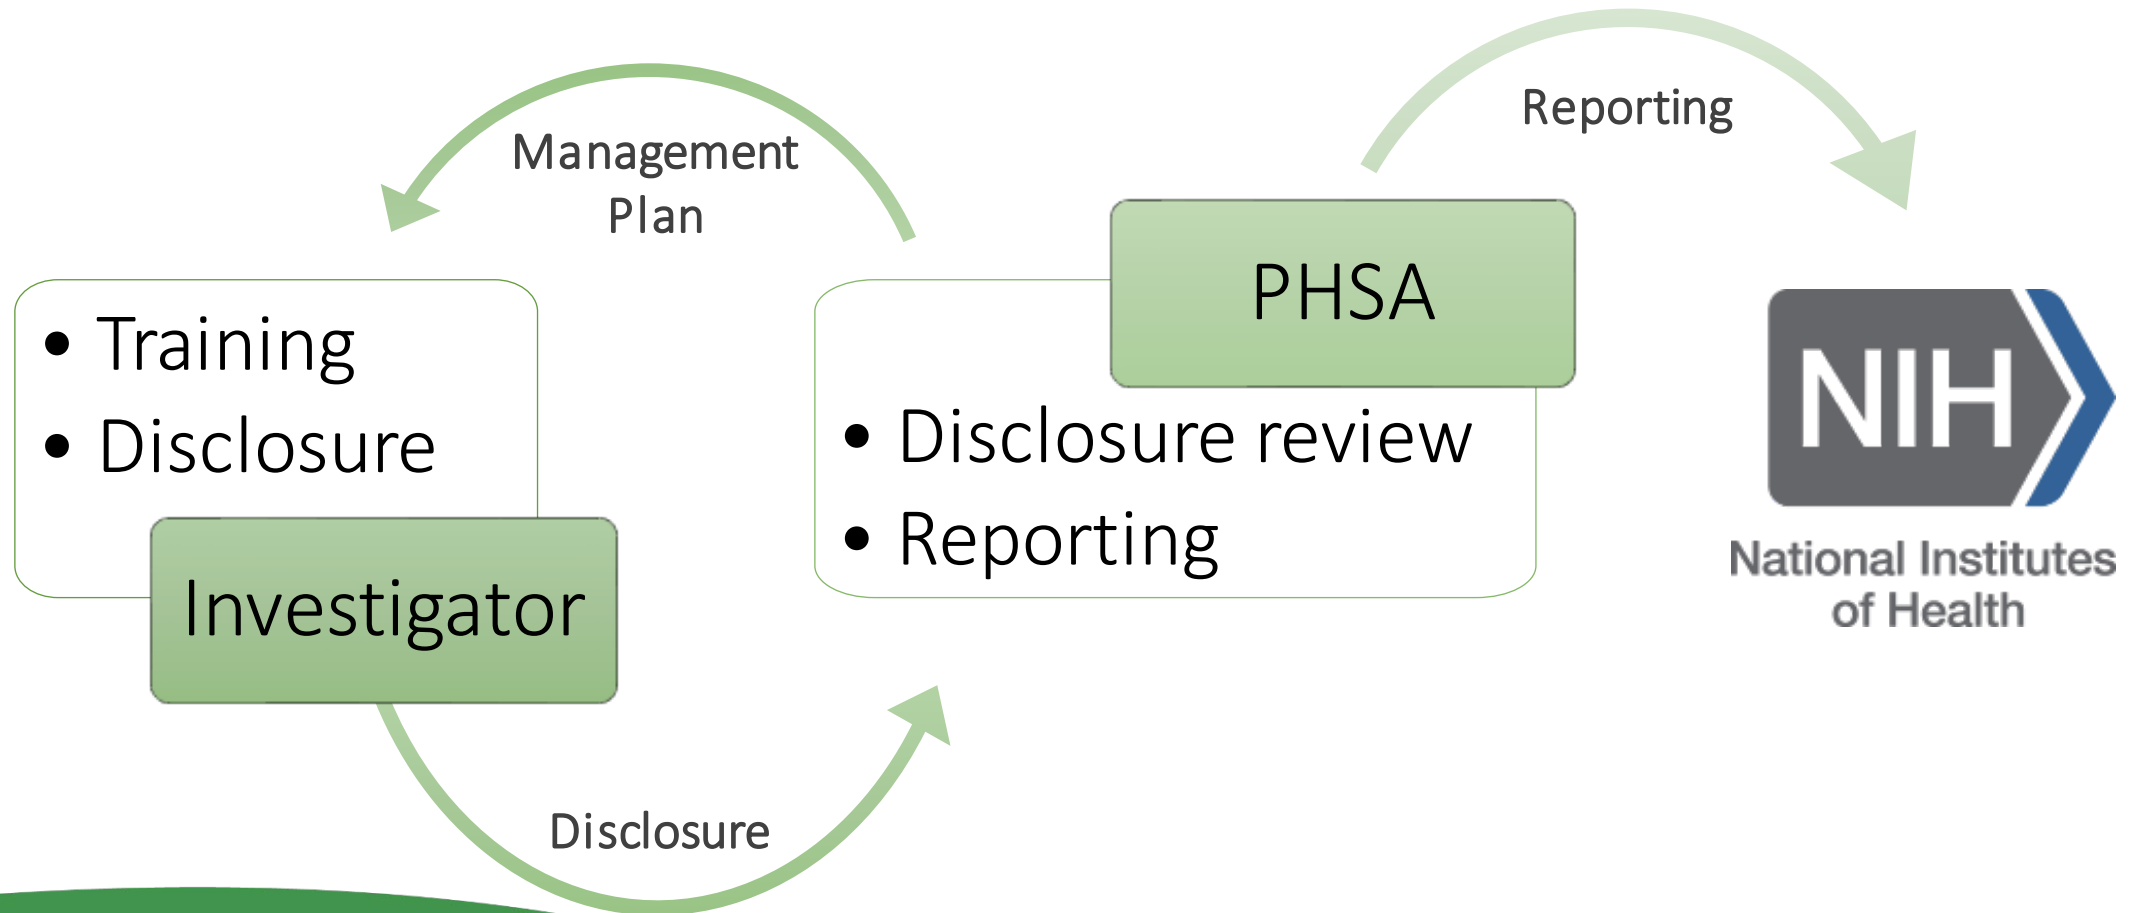 Management
Plan
Reporting
• Training
• Disclosure
Investigator
PHSA
• Disclosure review
• Reporting
Disclosure
NIH
National Institutes
of Health